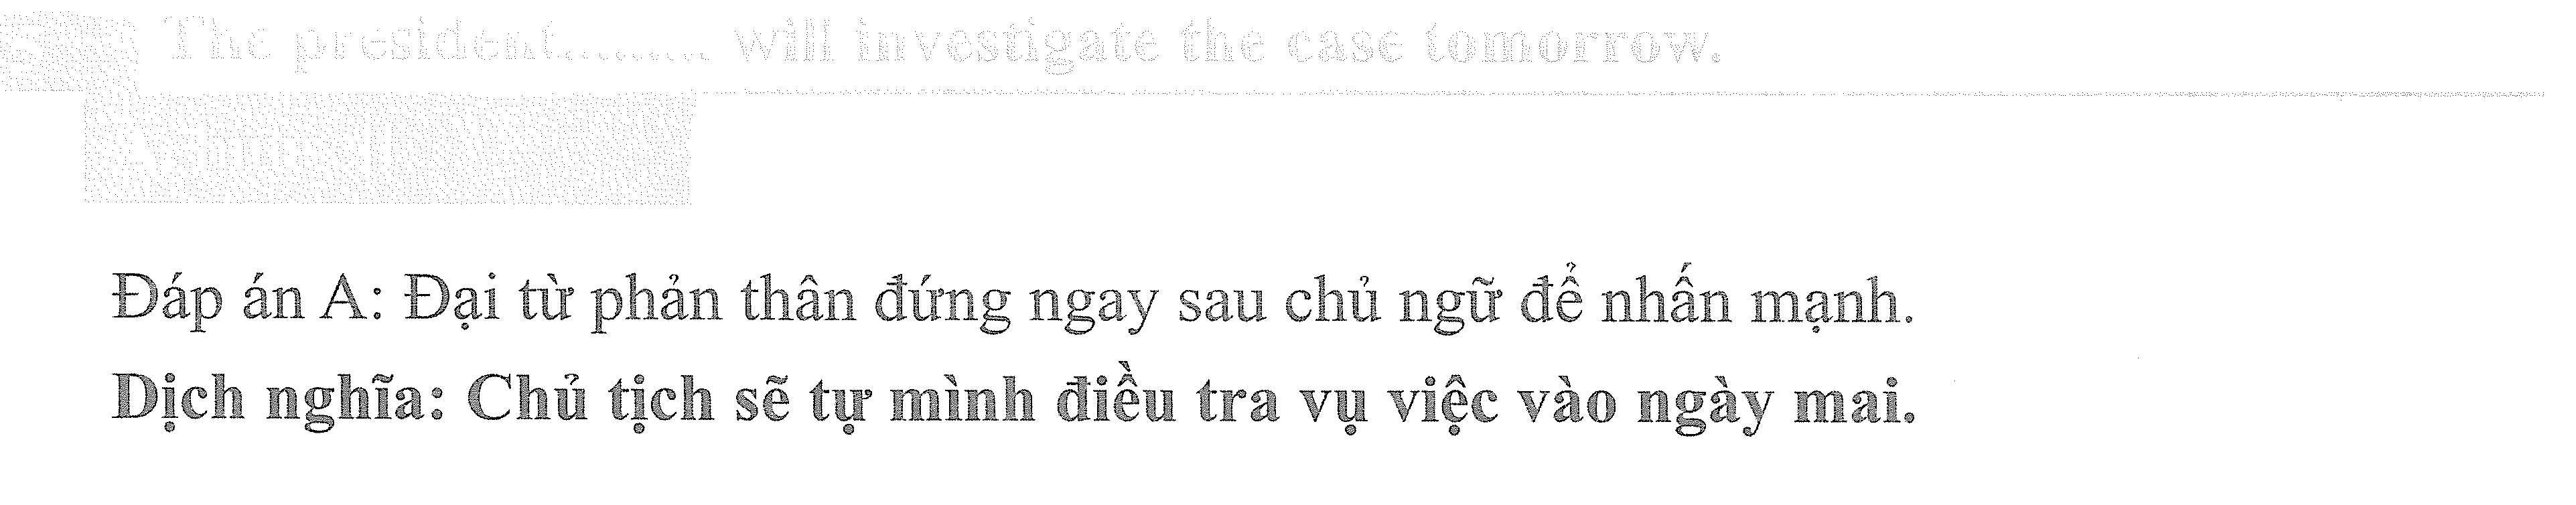 The president.......... will investigate the case tomorrow.
A. himself
Đáp án A: Đại từ phản thân đứng ngay sau chủ ngữ để nhấn mạnh.
Dịch nghĩa: Chủ tịch sẽ tự mình điều tra vụ việc vào ngày mai.